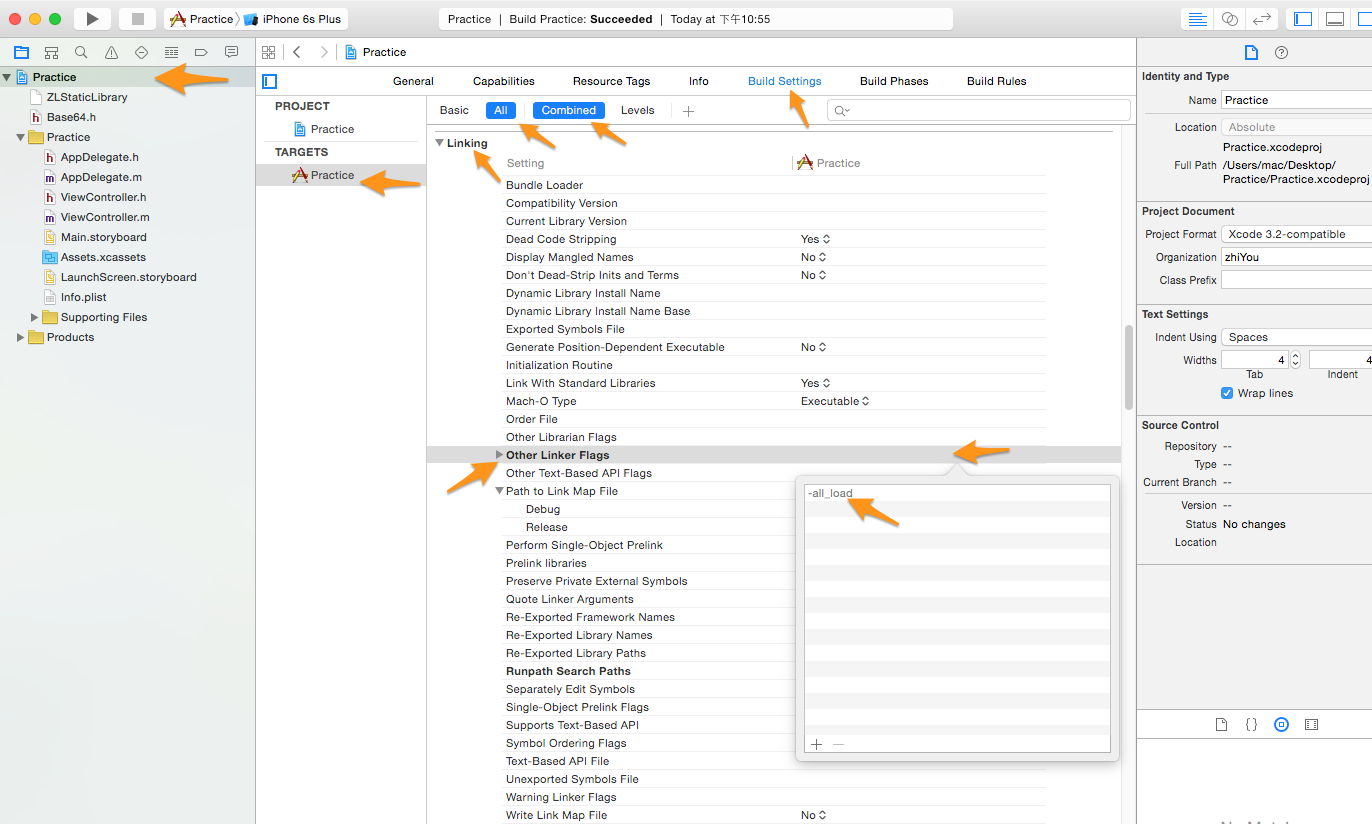 Practice iPhone 6s Plus
Practice | Build Practice: Succeeded | Today at 下午10:55
Practice
Practice
ZLStaticLibrary
Base64.h
Practice
AppDelegate.h
AppDelegate.m
ViewController.h
ViewController.m
Main.storyboard
Assets.xcassets
LaunchScreen.storyboard
Info.plist
Supporting Files
Products
General Capabilities Resource Tags Info Build Settings Build Phases Build Rules
PROJECT
Practice
TARGETS
Practice
Basic All Combined Levels
Linking
Setting Practice
Bundle Loader
Compatibility Version
Current Library Version
Dead Code Stripping Yes
Display Mangled Names No
Don't Dead-Strip Inits and Terms No
Dynamic Library Install Name
Dynamic Library Install Name Base
Exported Symbols File
Generate Position-Dependent Executable No
Initialization Routine
Link With Standard Libraries Yes
Mach-O Type Executable
Order File
Other Librarian Flags
Other Linker Flags
Other Text-Based API Flags
Path to Link Map File
Debug
Release
Perform Single-Object Prelink
Prelink libraries
Preserve Private External Symbols
Quote Linker Arguments
Re-Exported Framework Names
Re-Exported Library Names
Re-Exported Library Paths
Runpath Search Paths
Separately Edit Symbols
Single-Object Prelink Flags
Supports Text-Based API
Symbol Ordering Flags
Text-Based API File
Unexported Symbols File
Warning Linker Flags
Write Link Map File No
-all_load
Identity and Type
Name Practice
Location Absolute
Practice.xcodeproj
Full Path /Users/mac/Desktop/
Practice/Practice.xcodeproj
Project Document
Project Format Xcode 3.2-compatible
Organization zhiYou
Class Prefix
Text Settings
Indent Using Spaces
Widths 4 4
Tab Indent
Wrap lines
Source Control
Repository --
Type --
Current Branch --
Version --
Status No changes
Location